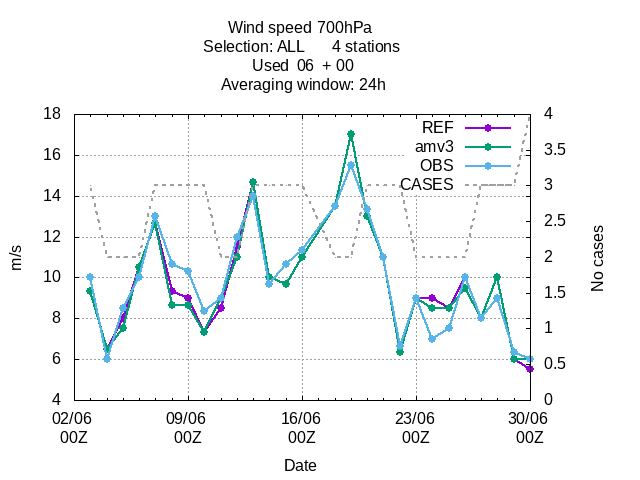 Wind speed 700hPa
Selection: ALL 4 stations
Used 06 + 00
Averaging window: 24h
18 4
REF
16 3.5
amv3
OBS
14 3
CASES
12 2.5
m/s
10 2
No cases
8 1.5
6 1
4 0.5
0
02/06 09/06 16/06 23/06 30/06
00Z 00Z 00Z 00Z 00Z
Date